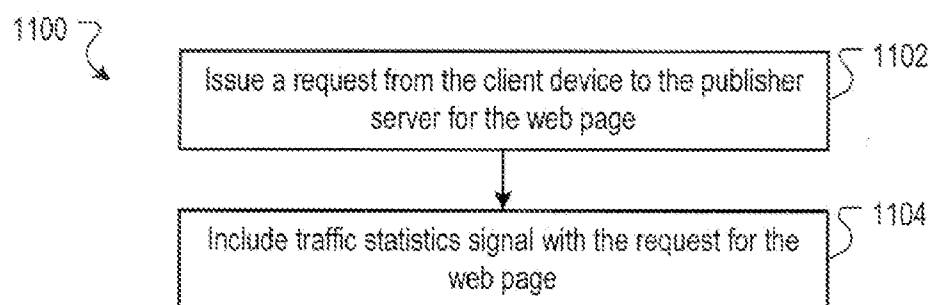 1100
Issue a request from the client device to the publisher
server for the web page
1102
Include traffic statistics signal with the request for the
web page
1104